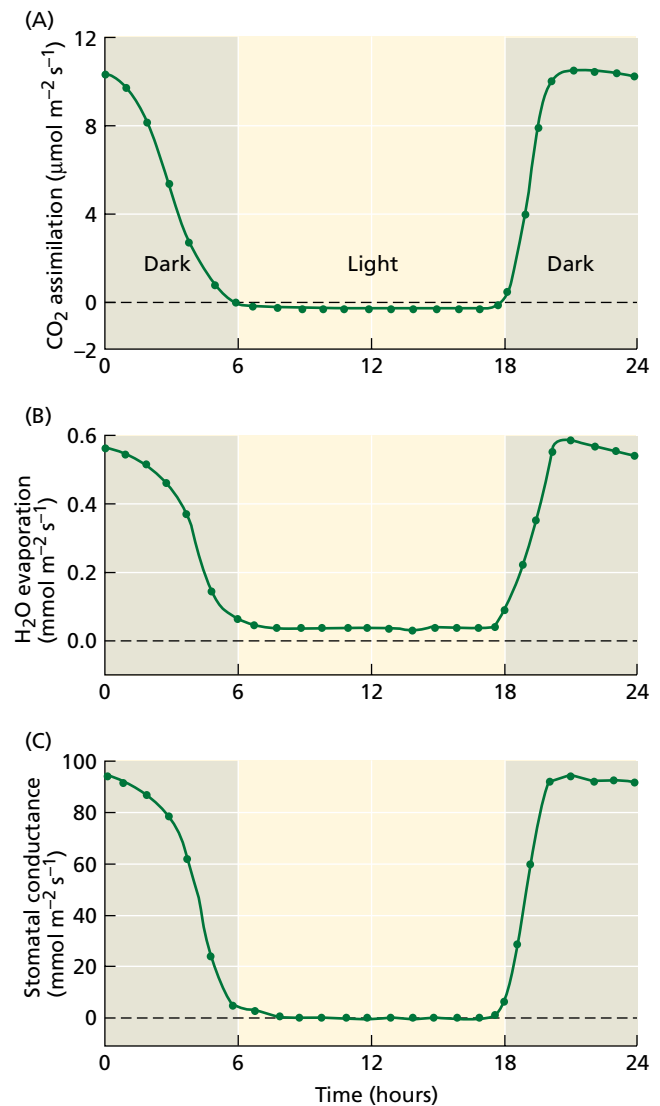 (A)
CO₂ assimilation (µmol m⁻² s⁻¹)
12
8
4
0
–2
Dark
Light
Dark
0
6
12
18
24
(B)
H₂O evaporation
(mmol m⁻² s⁻¹)
0.6
0.4
0.2
0.0
0
6
12
18
24
(C)
Stomatal conductance
(mmol m⁻² s⁻¹)
100
80
60
40
20
0
0
6
12
18
24
Time (hours)